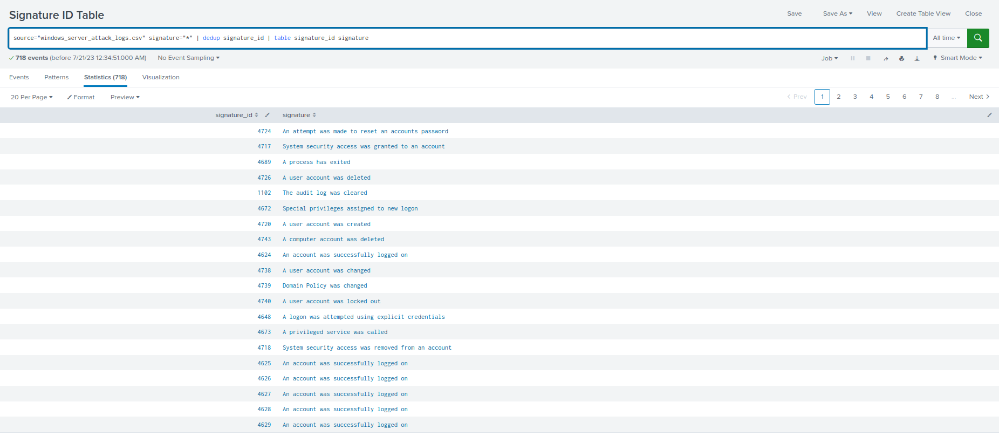 Signature ID Table
Save Save As View Create Table View Close
source="windows_server_attack_logs.csv" signature="*" | dedup signature_id | table signature_id signature
All time
718 events (before 7/21/23 12:34:51.000 AM) No Event Sampling
Job Smart Mode
Events Patterns Statistics (718) Visualization
20 Per Page Format Preview
Prev 1 2 3 4 5 6 7 8 ... Next
signature_id signature
4724 An attempt was made to reset an accounts password
4717 System security access was granted to an account
4689 A process has exited
4726 A user account was deleted
1102 The audit log was cleared
4672 Special privileges assigned to new logon
4720 A user account was created
4743 A computer account was deleted
4624 An account was successfully logged on
4738 A user account was changed
4739 Domain Policy was changed
4740 A user account was locked out
4648 A logon was attempted using explicit credentials
4673 A privileged service was called
4718 System security access was removed from an account
4625 An account was successfully logged on
4626 An account was successfully logged on
4627 An account was successfully logged on
4628 An account was successfully logged on
4629 An account was successfully logged on